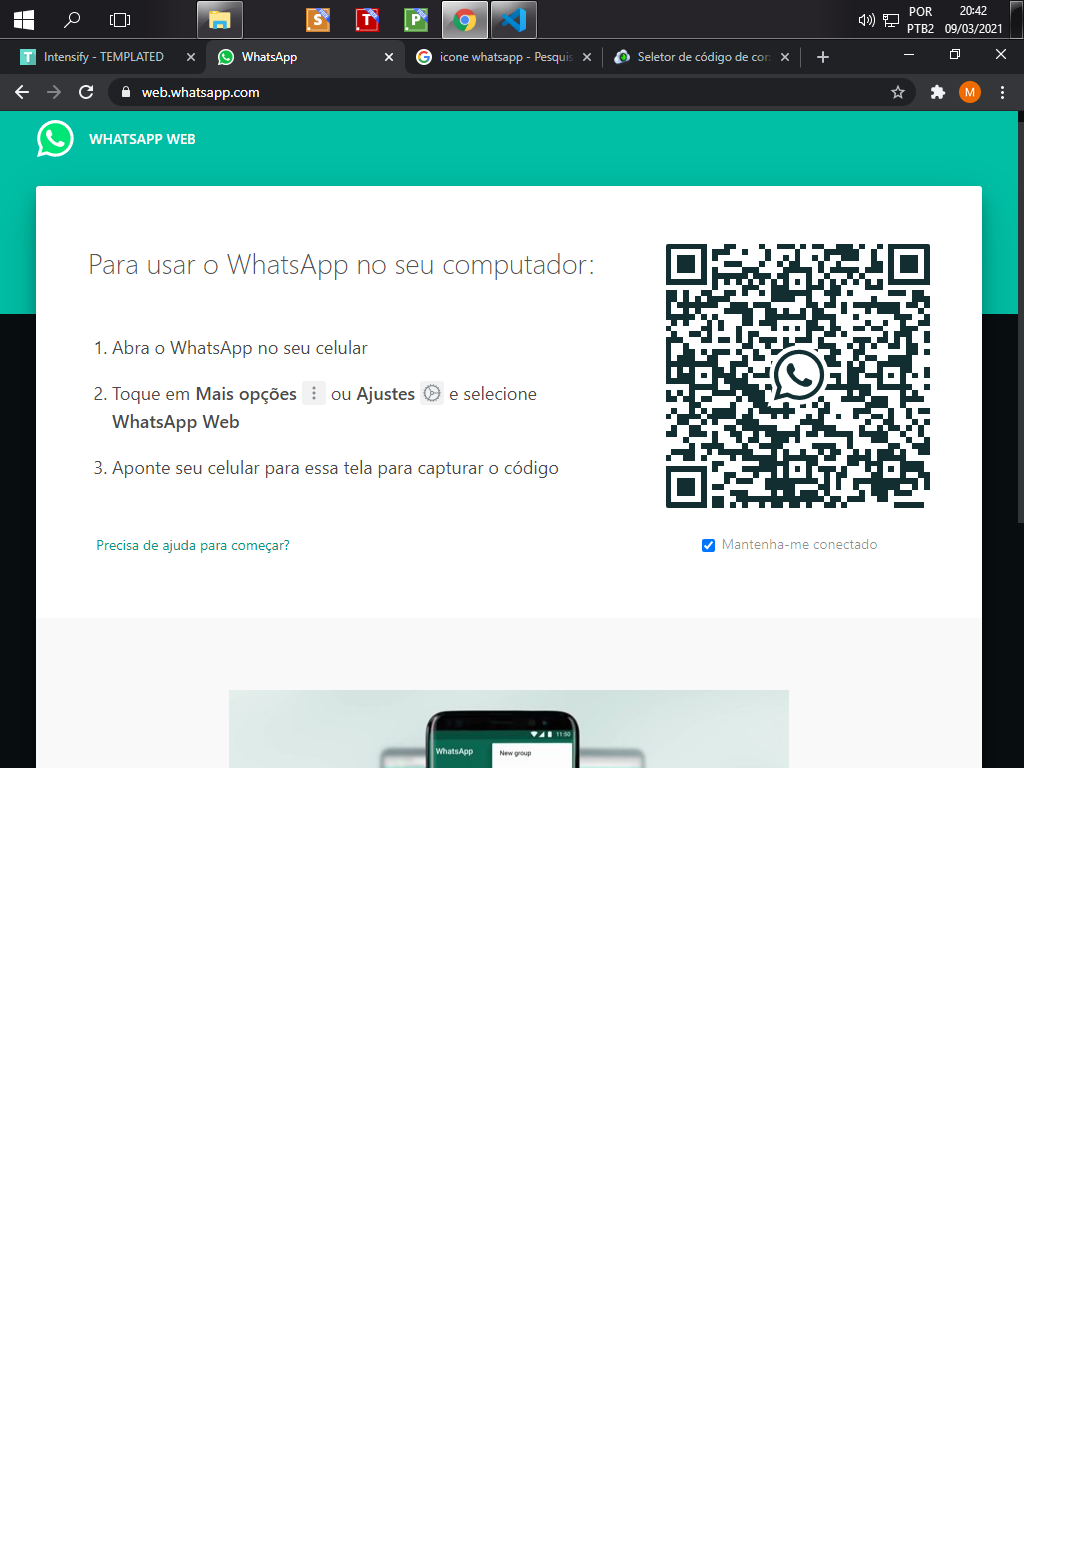 S T P
POR
PTB2
20:42
09/03/2021
T Intensify - TEMPLATED
WhatsApp
icone whatsapp - Pesquis
Seletor de código de cor
web.whatsapp.com
M
WHATSAPP WEB
Para usar o WhatsApp no seu computador:
1. Abra o WhatsApp no seu celular
2. Toque em Mais opções ou Ajustes e selecione
WhatsApp Web
3. Aponte seu celular para essa tela para capturar o código
Precisa de ajuda para começar?
Mantenha-me conectado
11:50
WhatsApp
New group